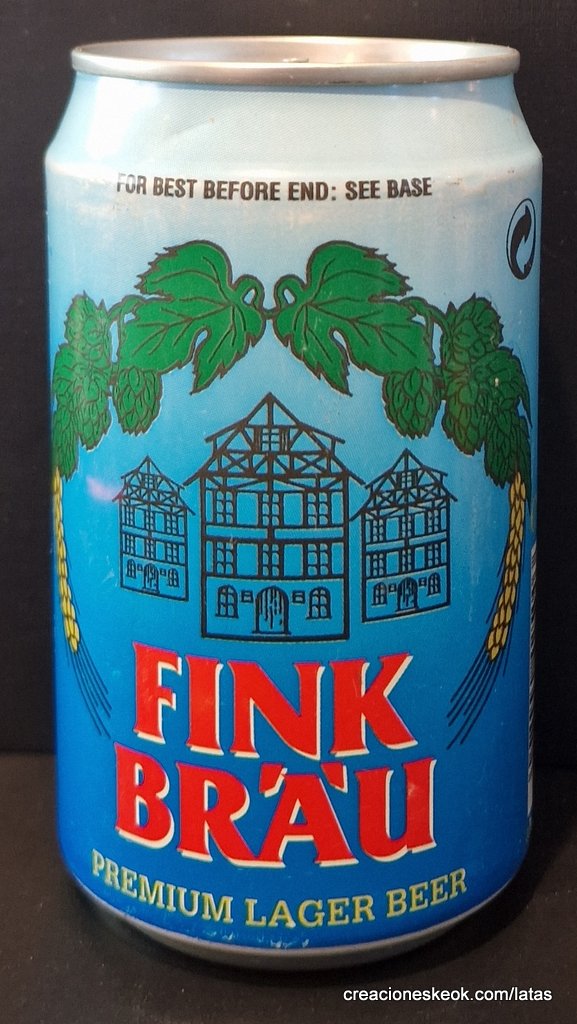 FOR BEST BEFORE END: SEE BASE
FINK
BRÄU
PREMIUM LAGER BEER
creacioneskeok.com/latas